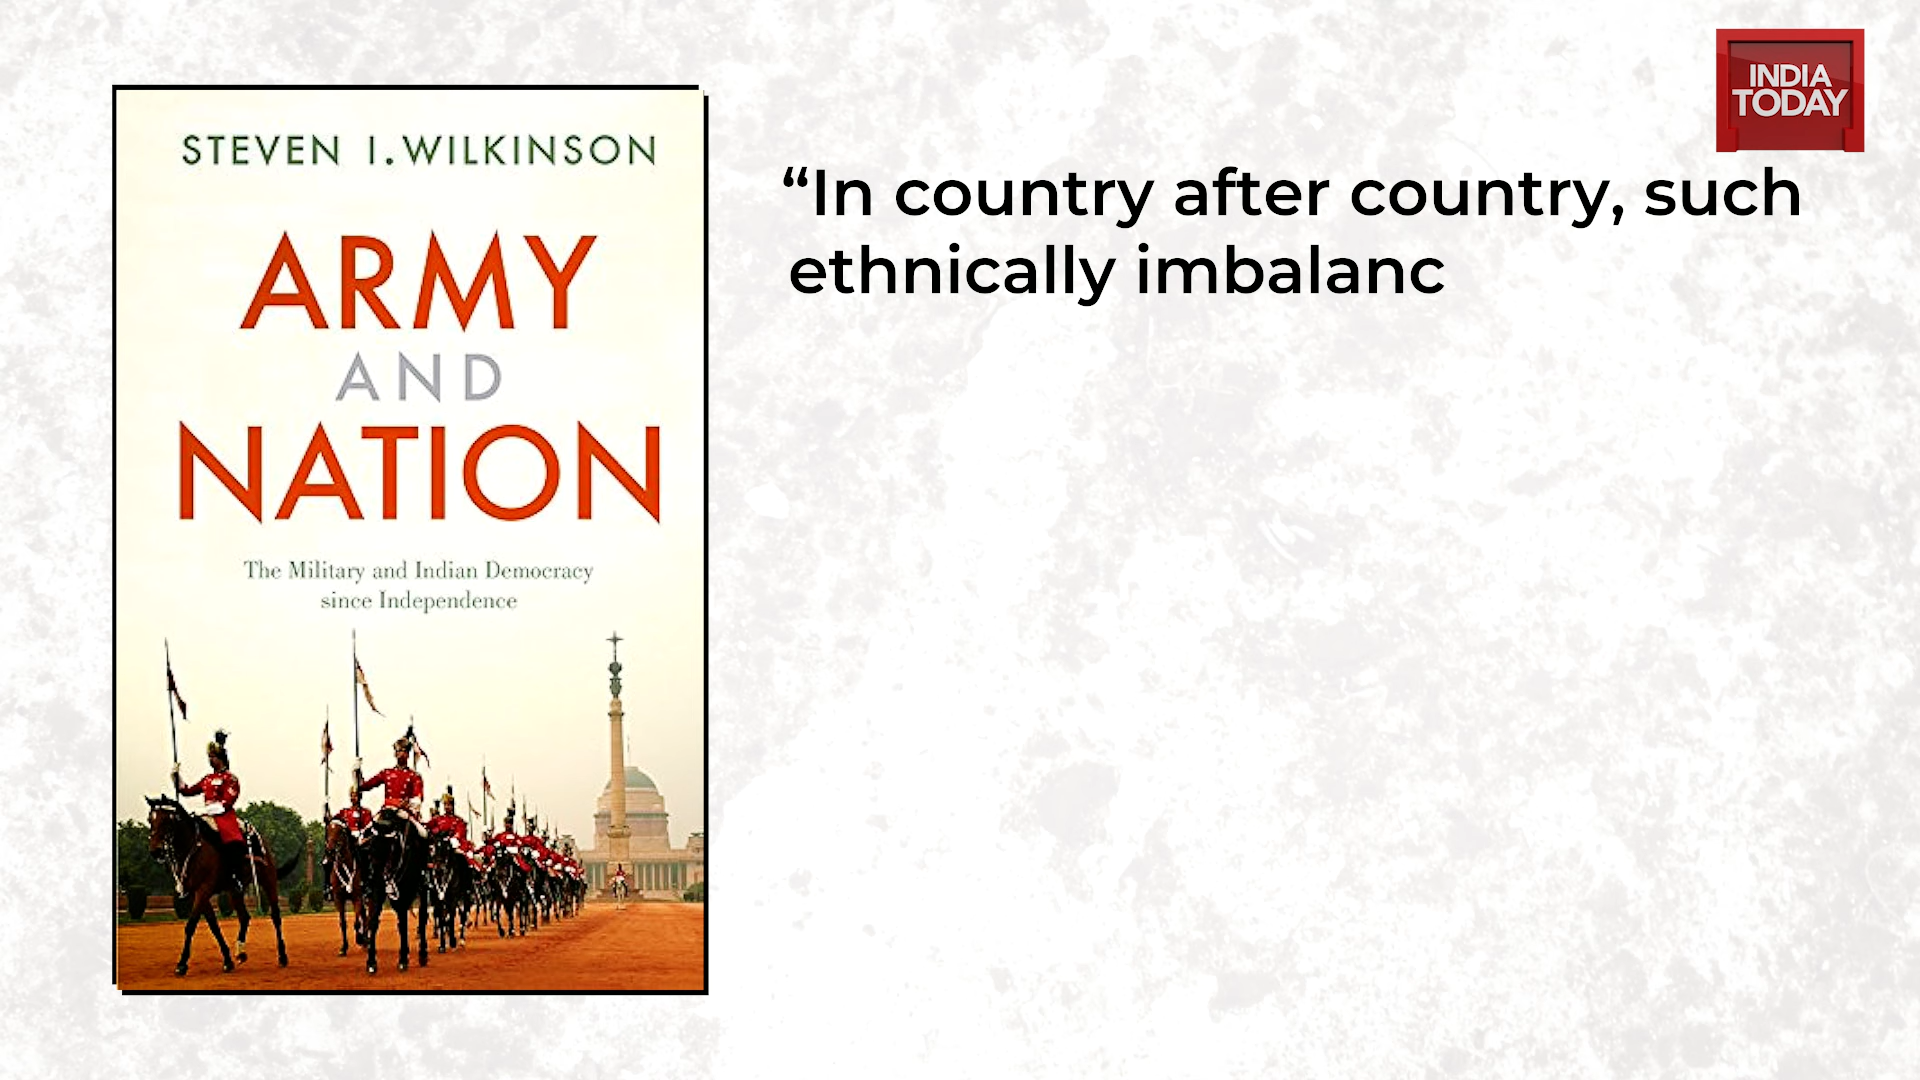 STEVEN I. WILKINSON
ARMY
AND
NATION
The Military and Indian Democracy
since Independence
INDIA
TODAY
“In country after country, such
ethnically imbalanc